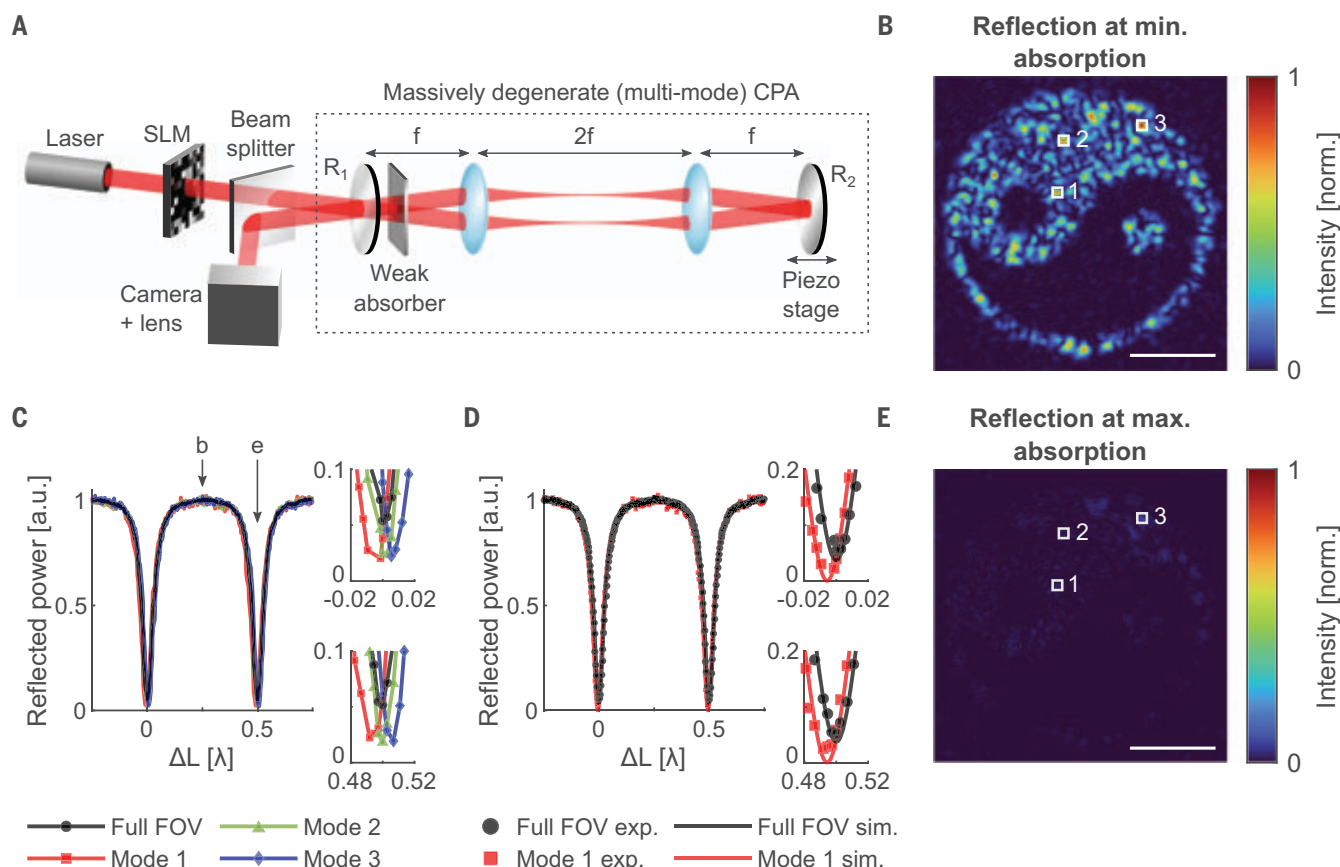 A
Massively degenerate (multi-mode) CPA
Laser
SLM
Beam
splitter
f
2f
f
R1
R2
Weak
absorber
Piezo
stage
Camera
+ lens
B
Reflection at min.
absorption
1
2
3
1
0
Intensity [norm.]
C
b
e
1
0.5
0
Reflected power [a.u.]
0
0.5
ΔL [λ]
0.1
0
-0.02
0.02
0.1
0
0.48
0.52
Full FOV
Mode 2
Mode 1
Mode 3
D
1
0.5
0
Reflected power [a.u.]
0
0.5
ΔL [λ]
0.2
0
-0.02
0.02
0.2
0
0.48
0.52
Full FOV exp.
Full FOV sim.
Mode 1 exp.
Mode 1 sim.
E
Reflection at max.
absorption
1
2
3
1
0
Intensity [norm.]